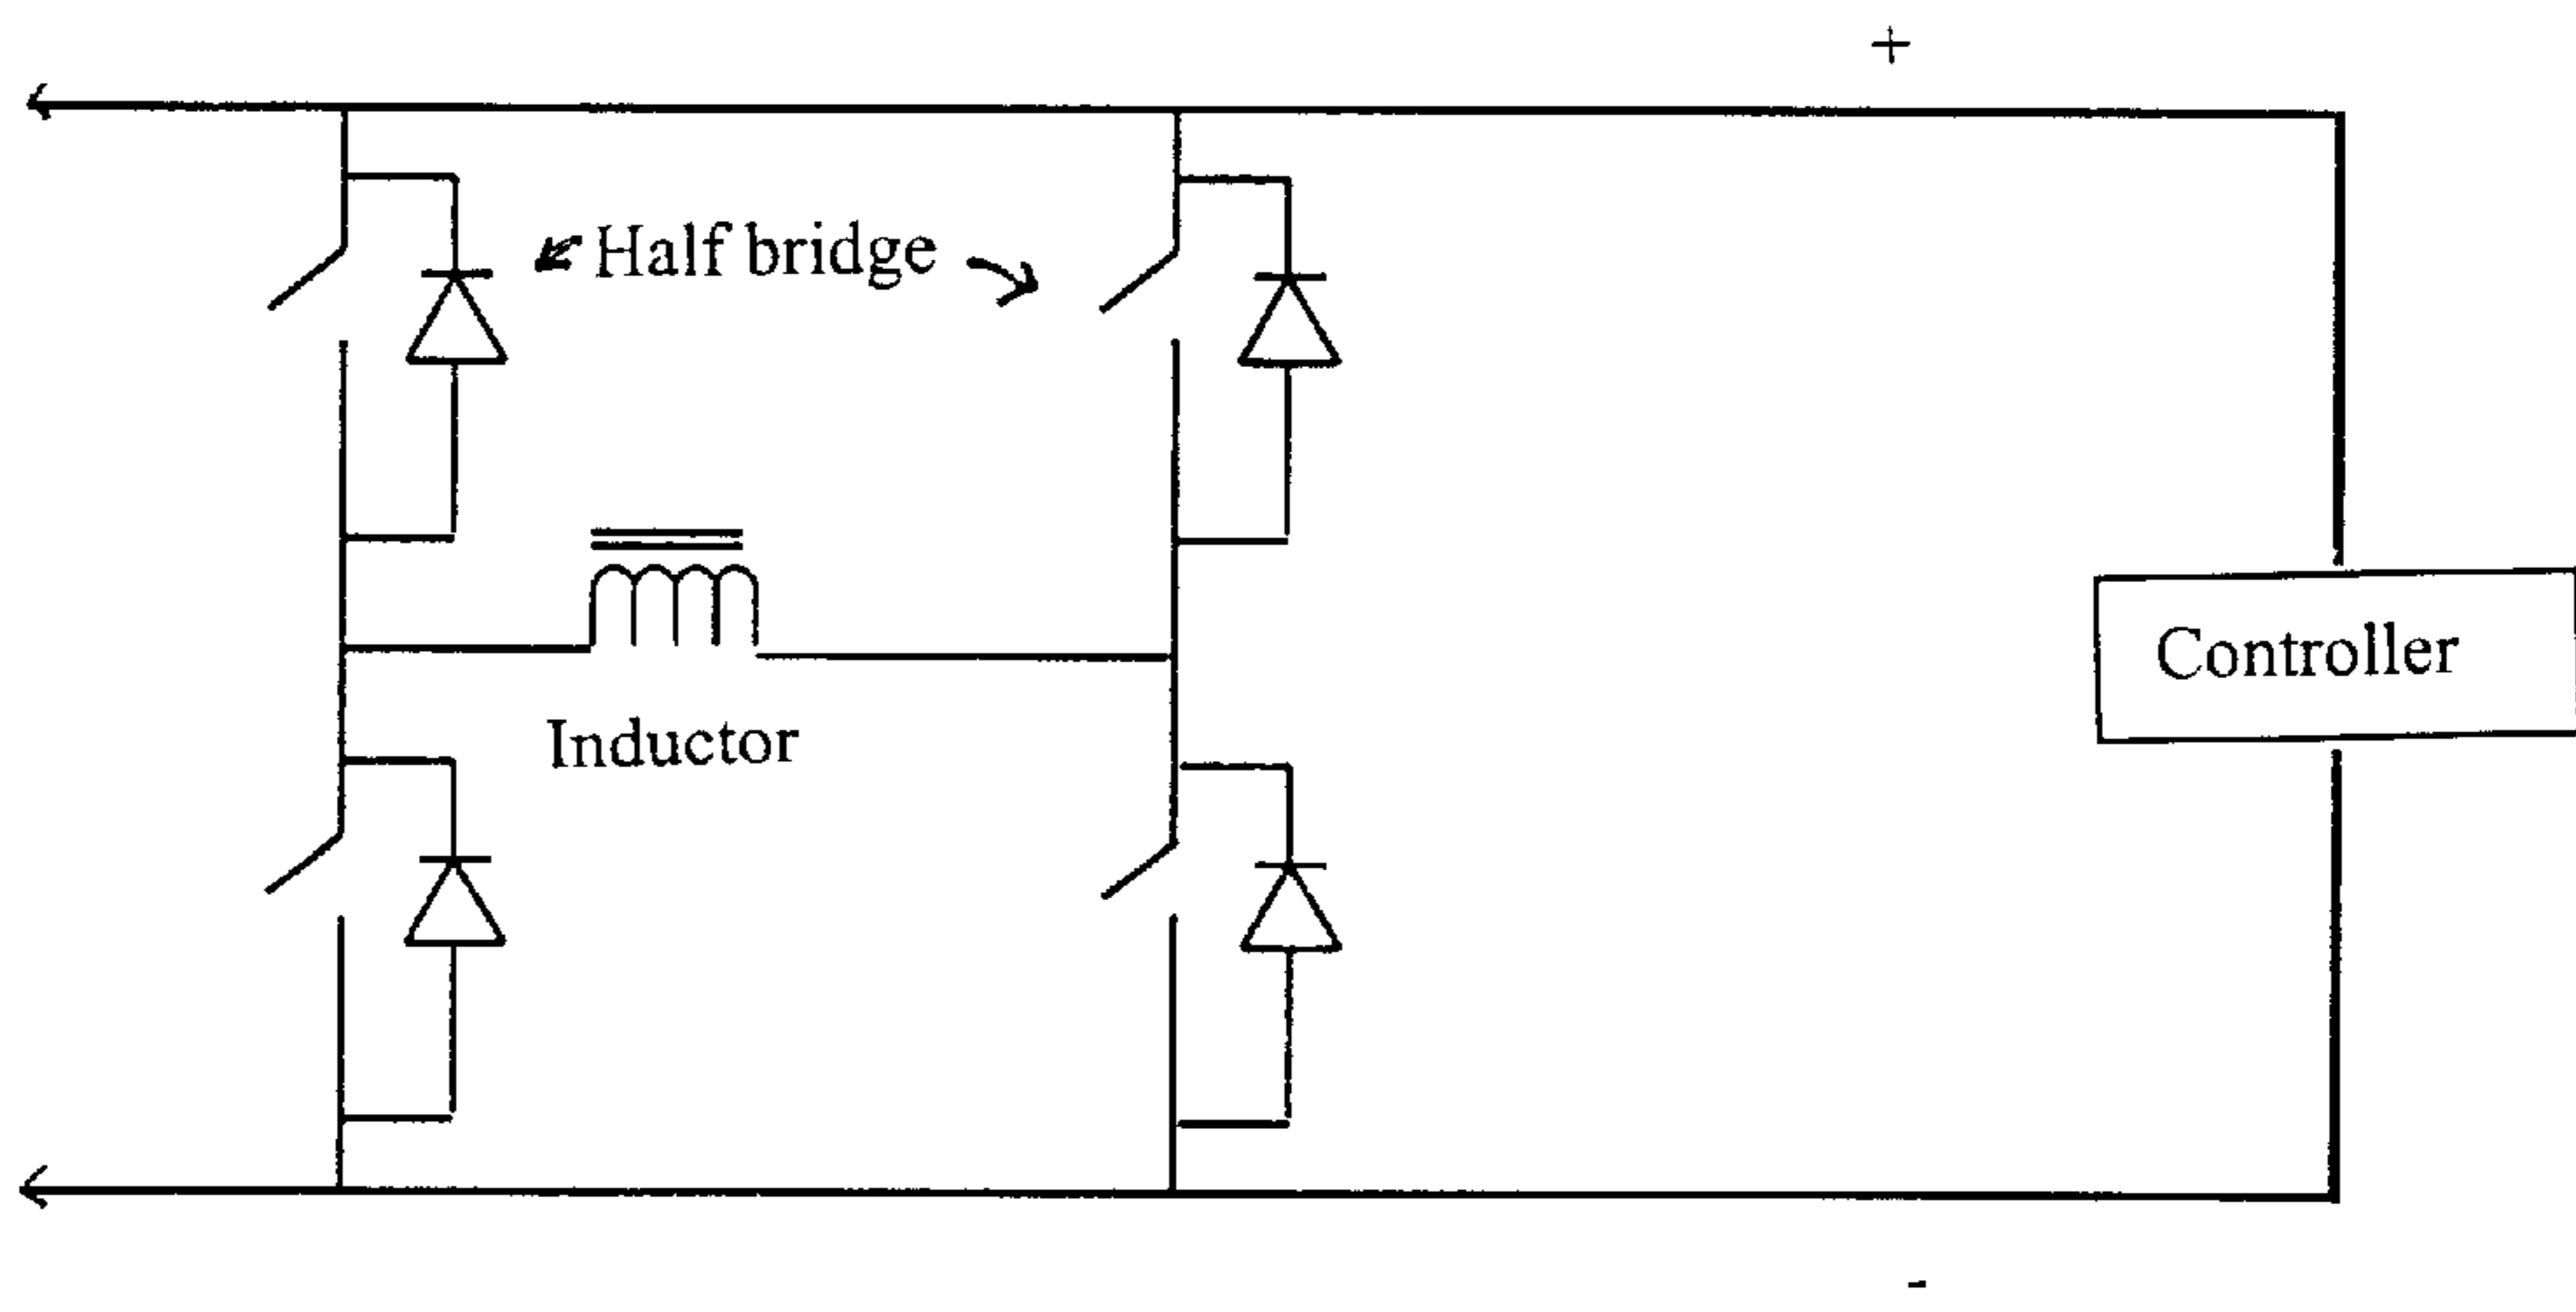 +
Half bridge
Controller
Inductor
-